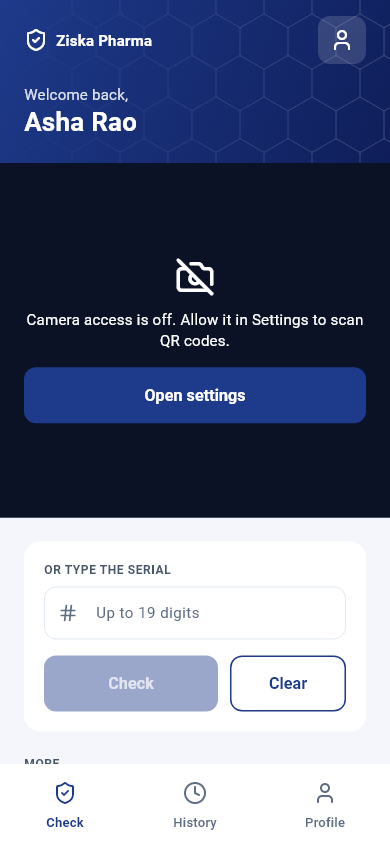 Ziska Pharma
Welcome back,
Asha Rao
Camera access is off. Allow it in Settings to scan
QR codes.
Open settings
OR TYPE THE SERIAL
Up to 19 digits
Check
Clear
MORE
Check
History
Profile